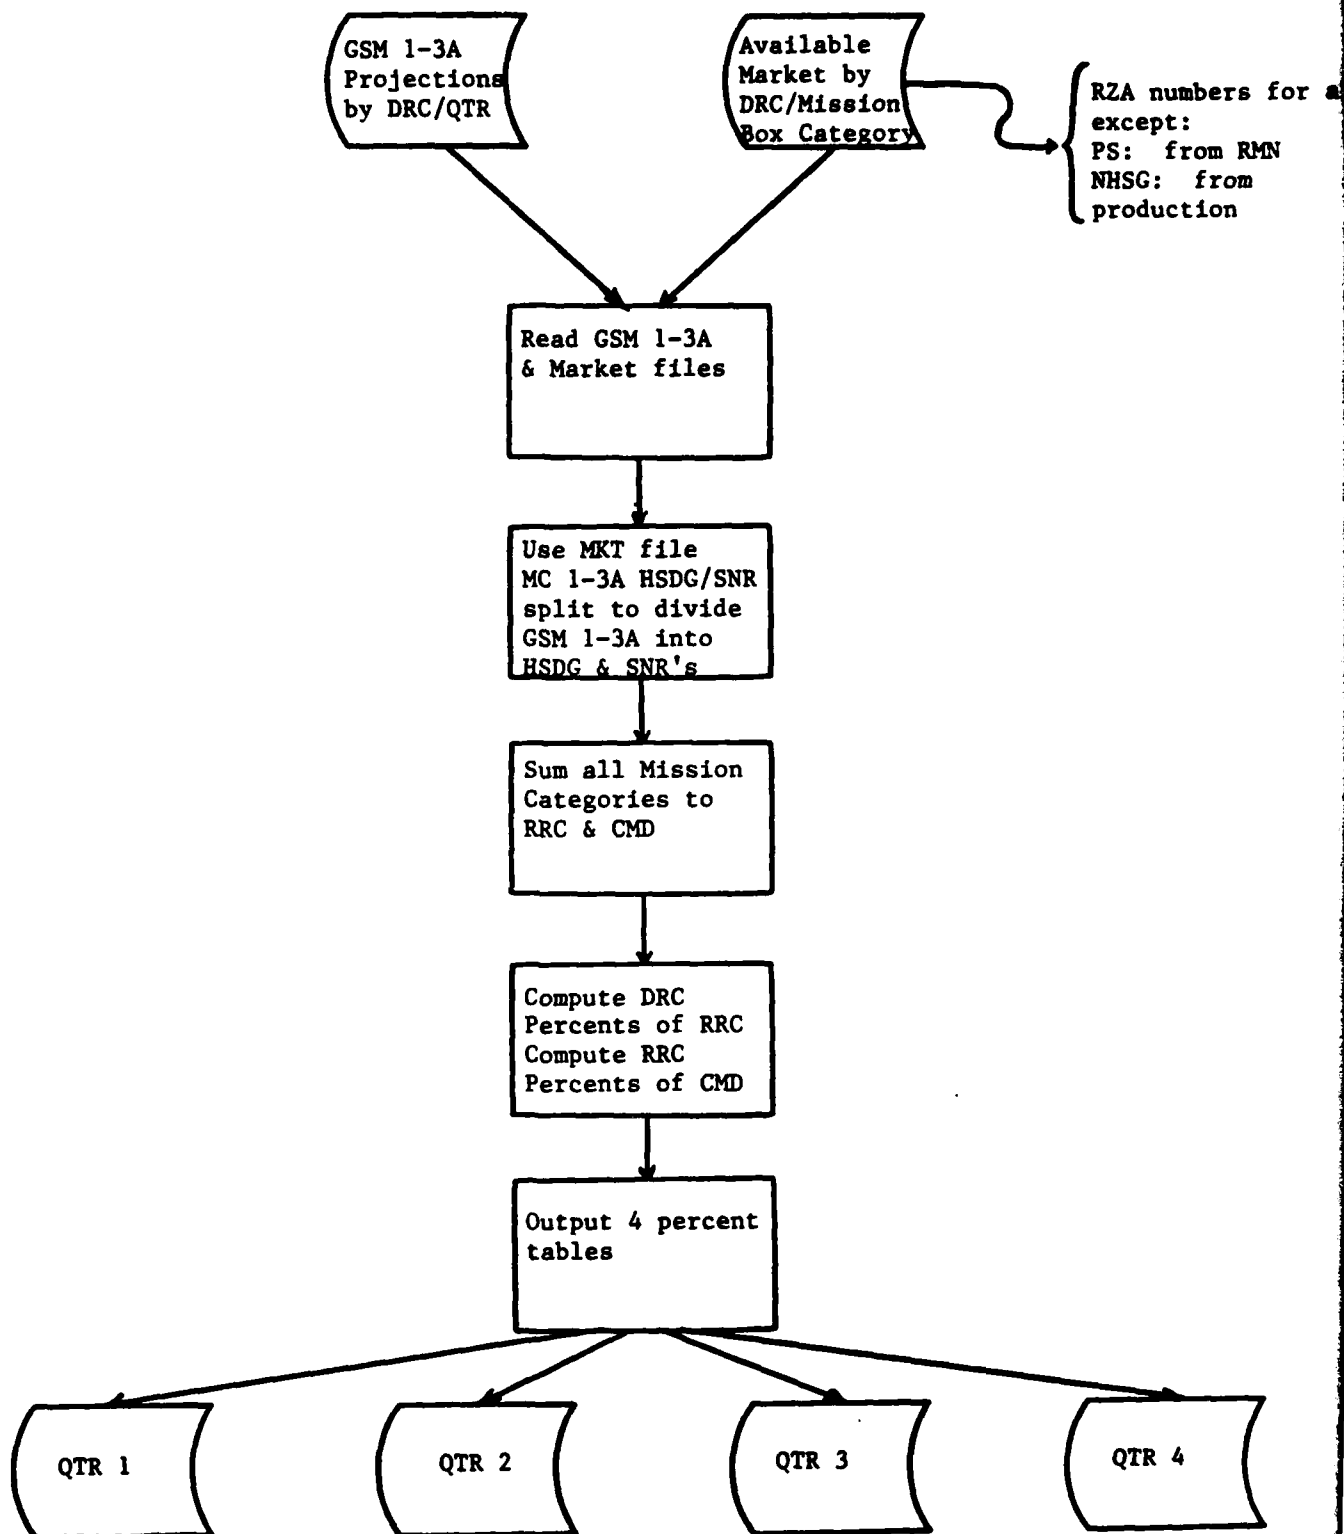 GSM 1-3A
Projections
by DRC/QTR
Available
Market by
DRC/Mission
Box Category
RZA numbers for
except:
PS: from RMN
NHSG: from
production
Read GSM 1-3A
& Market files
Use MKT file
MC 1-3A HSDG/SNR
split to divide
GSM 1-3A into
HSDG & SNR's
Sum all Mission
Categories to
RRC & CMD
Compute DRC
Percents of RRC
Compute RRC
Percents of CMD
Output 4 percent
tables
QTR 1
QTR 2
QTR 3
QTR 4